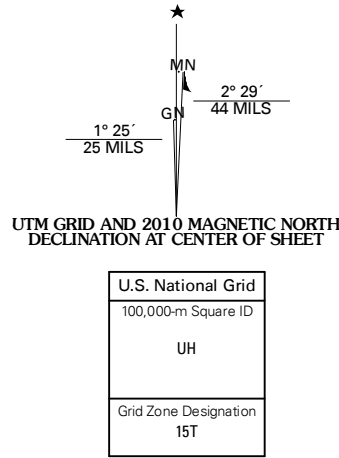 ★
MN
2° 29´
44 MILS
GN
1° 25´
25 MILS
UTM GRID AND 2010 MAGNETIC NORTH
DECLINATION AT CENTER OF SHEET
U.S. National Grid
100,000-m Square ID
UH
Grid Zone Designation
15T